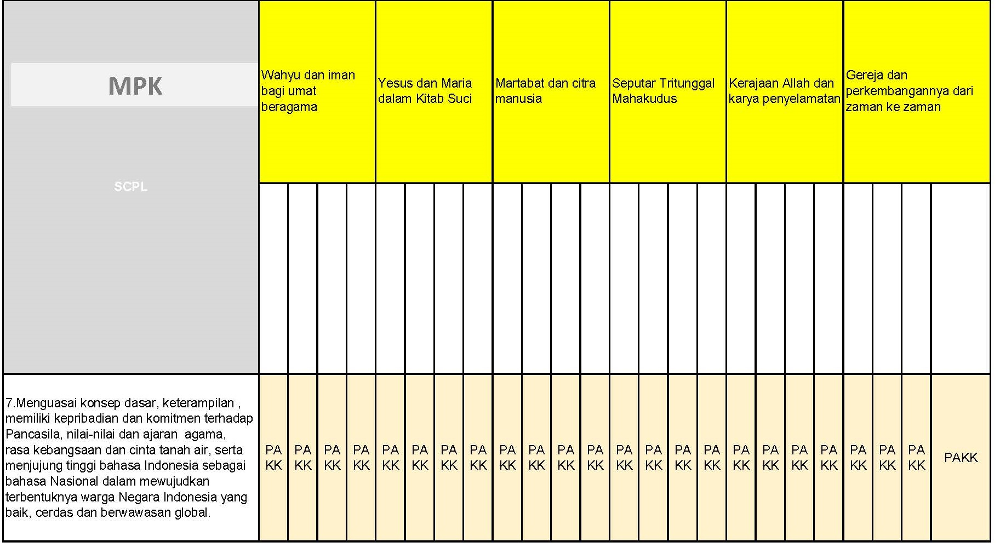 MPK
SCPL
Wahyu dan iman
bagi umat
beragama
Yesus dan Maria
dalam Kitab Suci
Martabat dan citra
manusia
Seputar Tritunggal
Mahakudus
Kerajaan Allah dan
karya penyelamatan
Gereja dan
perkembangannya dari
zaman ke zaman
7.Menguasai konsep dasar, keterampilan ,
memiliki kepribadian dan komitmen terhadap
Pancasila, nilai-nilai dan ajaran  agama,
rasa kebangsaan dan cinta tanah air, serta
menjujung tinggi bahasa Indonesia sebagai
bahasa Nasional dalam mewujudkan
terbentuknya warga Negara Indonesia yang
baik, cerdas dan berwawasan global.
PA PA PA PA PA PA PA PA PA PA PA PA PA PA PA PA PA PA PA PA PA PA PA
KK KK KK KK KK KK KK KK KK KK KK KK KK KK KK KK KK KK KK KK KK KK KK
PAKK